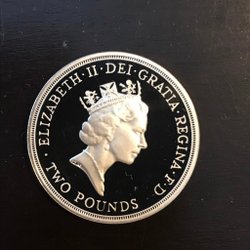 ·ELIZABETH·II·DEI·GRATIA·REGINA·F·D·
TWO POUNDS